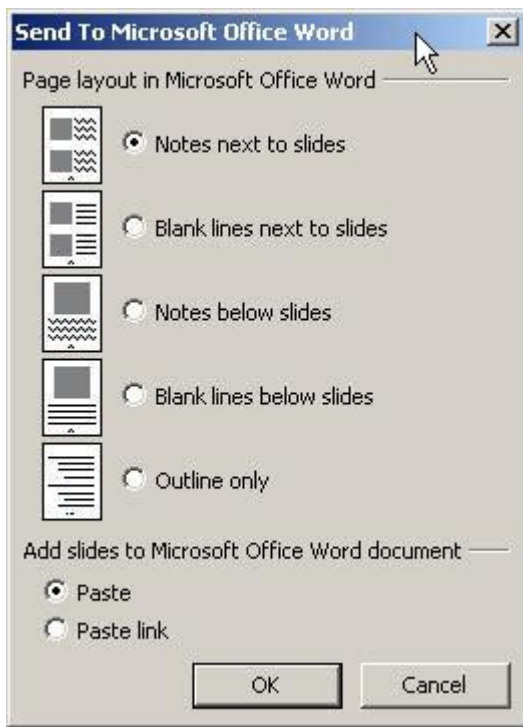 Send To Microsoft Office Word
Page layout in Microsoft Office Word
Notes next to slides
Blank lines next to slides
Notes below slides
Blank lines below slides
Outline only
Add slides to Microsoft Office Word document
Paste
Paste link
OK Cancel